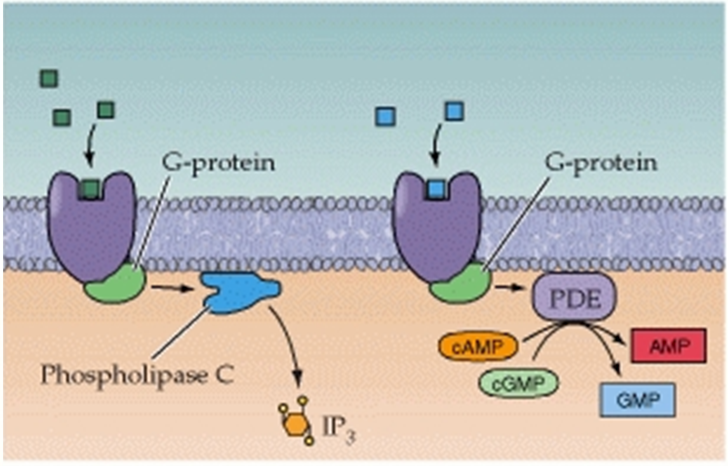 G-protein
G-protein
PDE
cAMP
AMP
Phospholipase C
cGMP
GMP
IP3